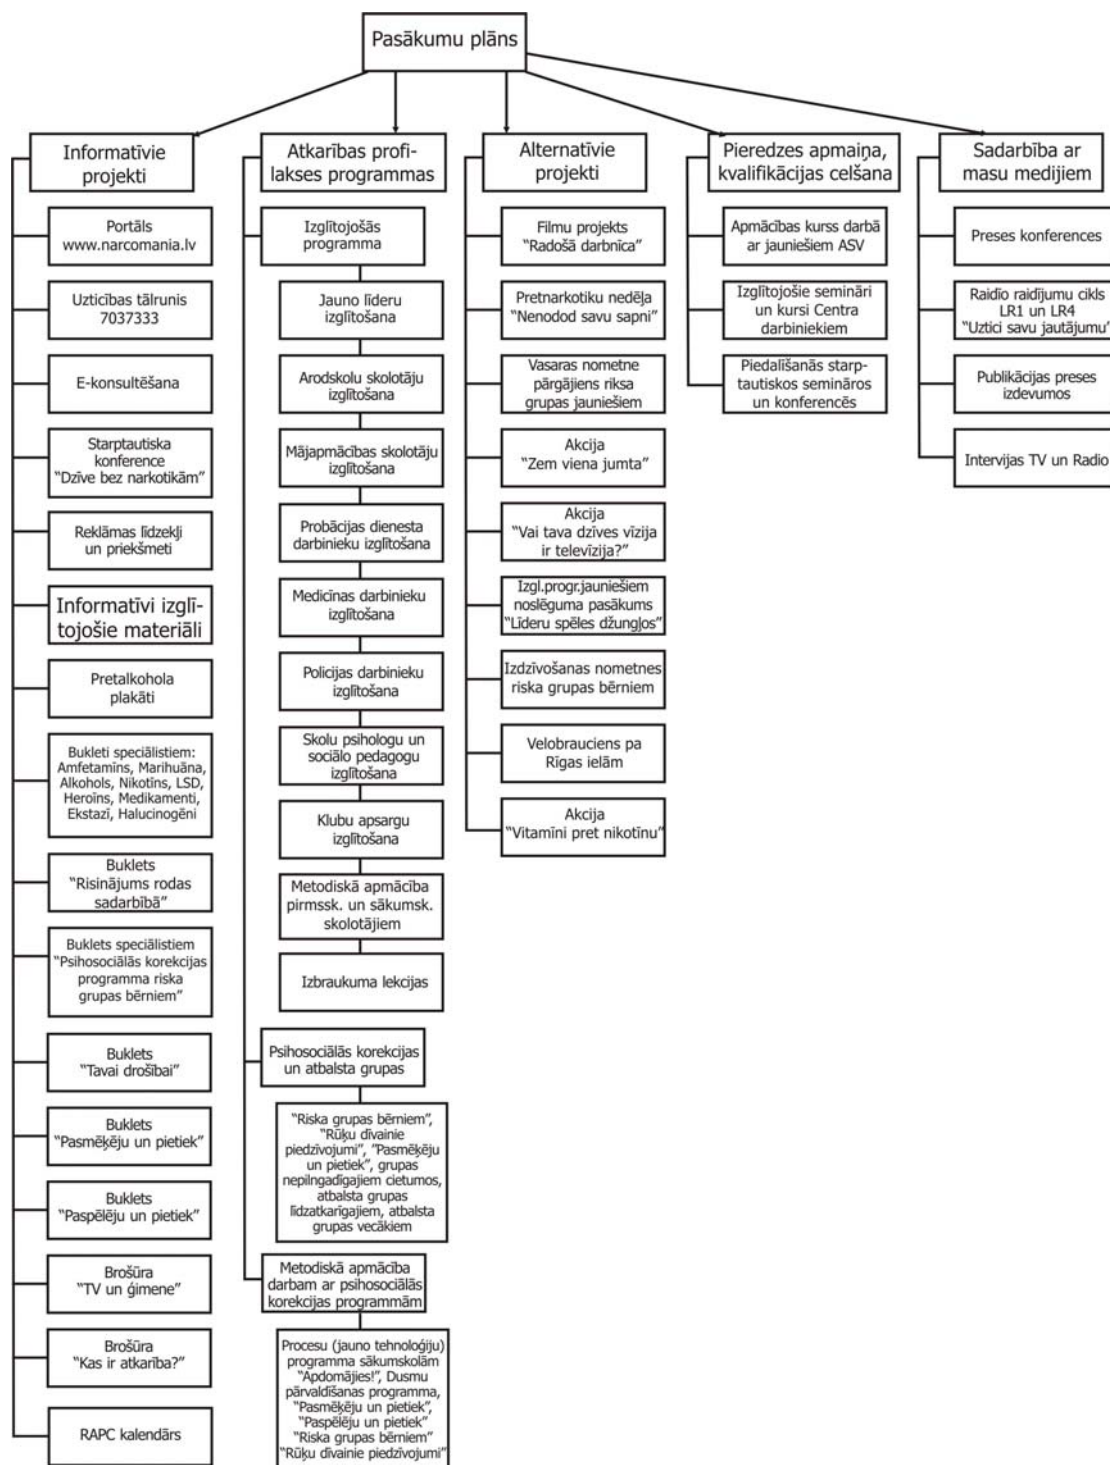 Pasākumu plāns
Informatīvie
projekti
Portāls
www.narcomania.lv
Uzticības tālrunis
7037333
E-konsultēšana
Starptautiska
konference
“Dzīve bez narkotikām”
Reklāmas līdzekļi
un priekšmeti
Informatīvi izglī-
tojošie materiāli
Pretalkohola
plakāti
Bukleti speciālistiem:
Amfetamīns, Marihuāna,
Alkohols, Nikotīns, LSD,
Heroīns, Medikamenti,
Ekstazī, Halucinogēni
Buklets
“Risinājums rodas
sadarbībā”
Buklets speciālistiem
“Psihosociālās korekcijas
programma riska
grupas bērniem”
Buklets
“Tavai drošībai”
Buklets
“Pasmēķēju un pietiek”
Buklets
“Paspēlēju un pietiek”
Brošūra
“TV un ģimene”
Brošūra
“Kas ir atkarība?”
RAPC kalendārs
Atkarības profi-
lakses programmas
Izglītojošās
programma
Jauno līderu
izglītošana
Arodskolu skolotāju
izglītošana
Mājapmācības skolotāju
izglītošana
Probācijas dienesta
darbinieku izglītošana
Medicīnas darbinieku
izglītošana
Policijas darbinieku
izglītošana
Skolu psihologu un
sociālo pedagogu
izglītošana
Klubu apsargu
izglītošana
Metodiskā apmācība
pirmssk. un sākumsk.
skolotājiem
Izbraukuma lekcijas
Psihosociālās korekcijas
un atbalsta grupas
“Riska grupas bērniem”,
“Rūķu dīvainie
piedzīvojumi”, “Pasmēķēju
un pietiek”, grupas
nepilngadīgajiem cietumos,
atbalsta grupas
līdzatkarīgajiem, atbalsta
grupas vecākiem
Metodiskā apmācība
darbam ar psihosociālās
korekcijas programmām
Procesu (jauno tehnoloģiju)
programma sākumskolām
“Apdomājies!”, Dusmu
pārvaldīšanas programma,
“Pasmēķēju un pietiek”,
“Paspēlēju un pietiek”
“Riska grupas bērniem”
“Rūķu dīvainie piedzīvojumi”
Alternatīvie
projekti
Filmu projekts
“Radošā darbnīca”
Pretnarkotiku nedēļa
“Nenodod savu sapni”
Vasaras nometne
pārgājiens riksa
grupas jauniešiem
Akcija
“Zem viena jumta”
Akcija
“Vai tava dzīves vīzija
ir televīzija?”
Izgl.progr.jauniešiem
noslēguma pasākums
“Līderu spēles džungļos”
Izdzīvošanas nometnes
riska grupas bērniem
Velobrauciens pa
Rīgas ielām
Akcija
“Vitamīni pret nikotīnu”
Pieredzes apmaiņa,
kvalifikācijas celšana
Apmācības kurss darbā
ar jauniešiem ASV
Izglītojošie semināri
un kursi Centra
darbiniekiem
Piedalīšanās starp-
tautiskos semināros
un konferencēs
Sadarbība ar
masu medijiem
Preses konferences
Raidīo raidījumu cikls
LR1 un LR4
“Uztici savu jautājumu”
Publikācijas preses
izdevumos
Intervijas TV un Radio